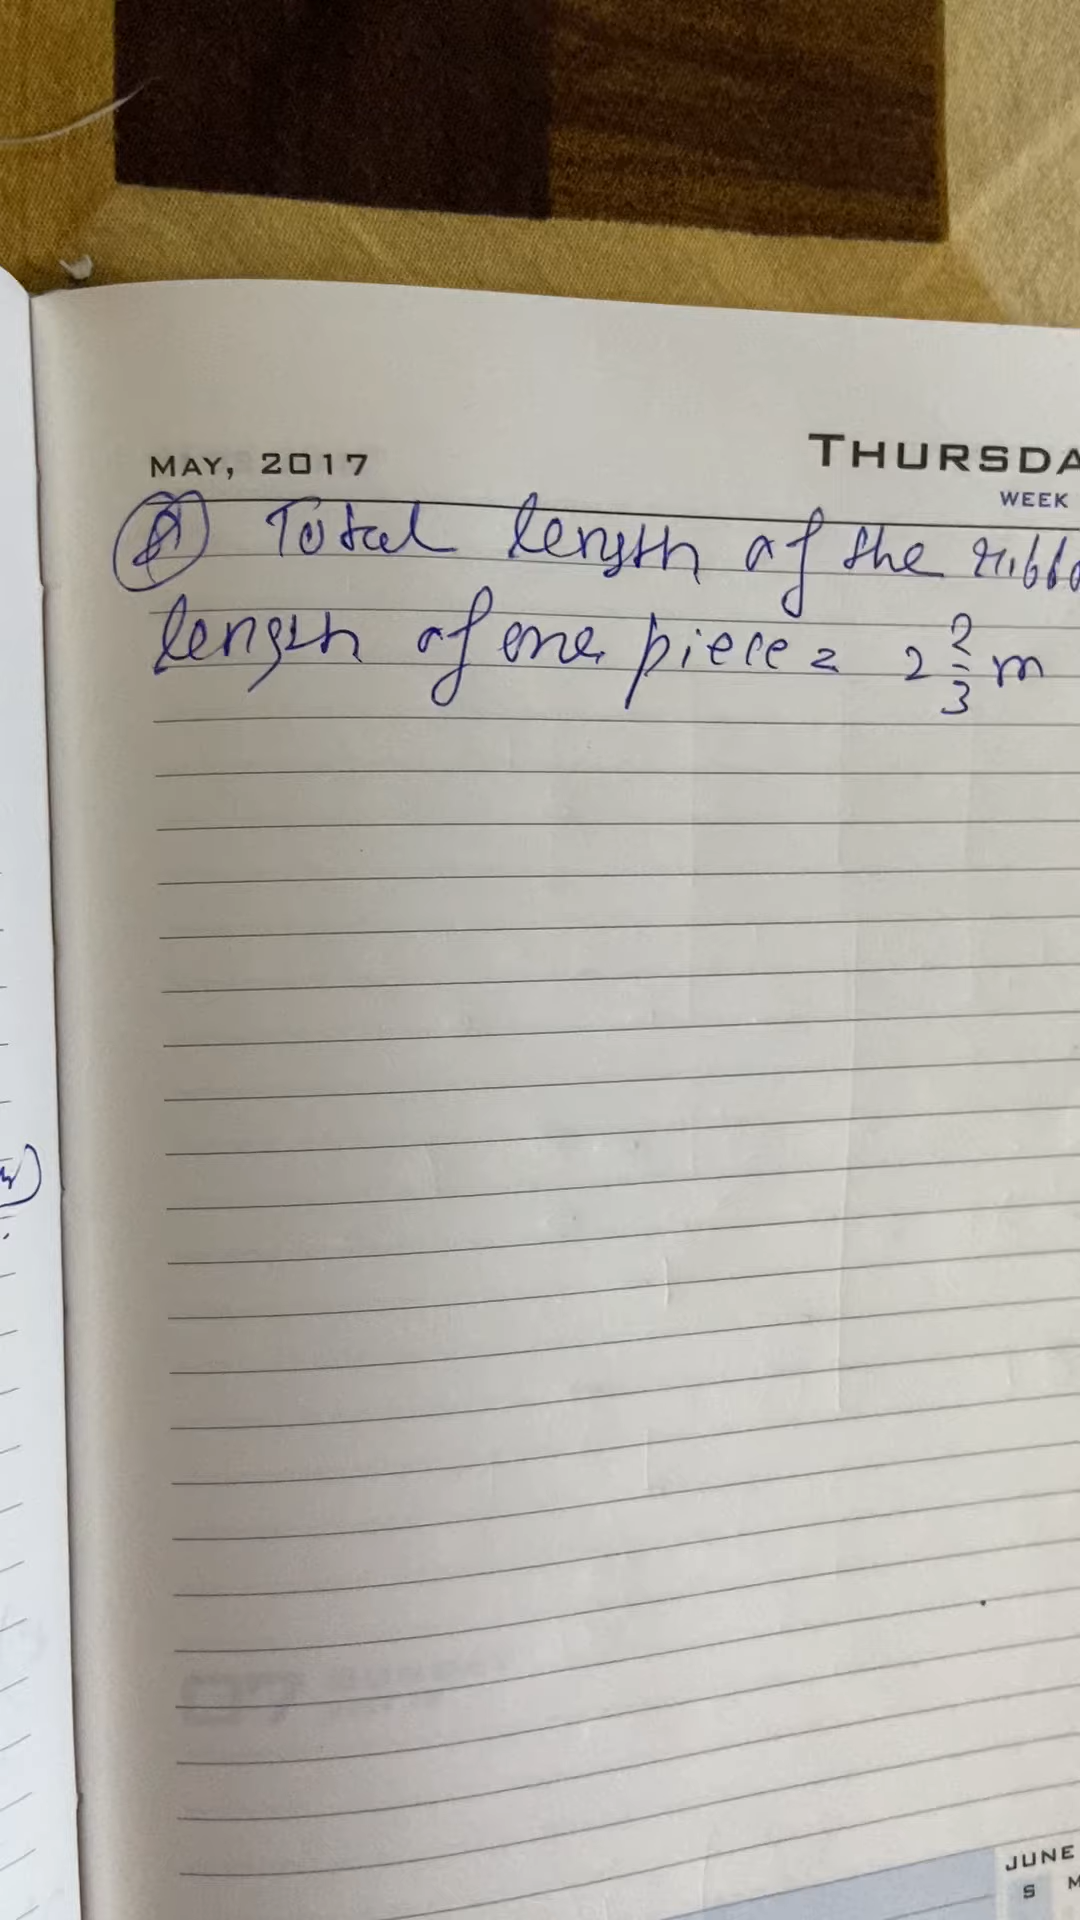 MAY, 2017
THURSDA
WEEK
Total length of the ribbo
length of one piece = 2 2/3 m
JUNE
S M